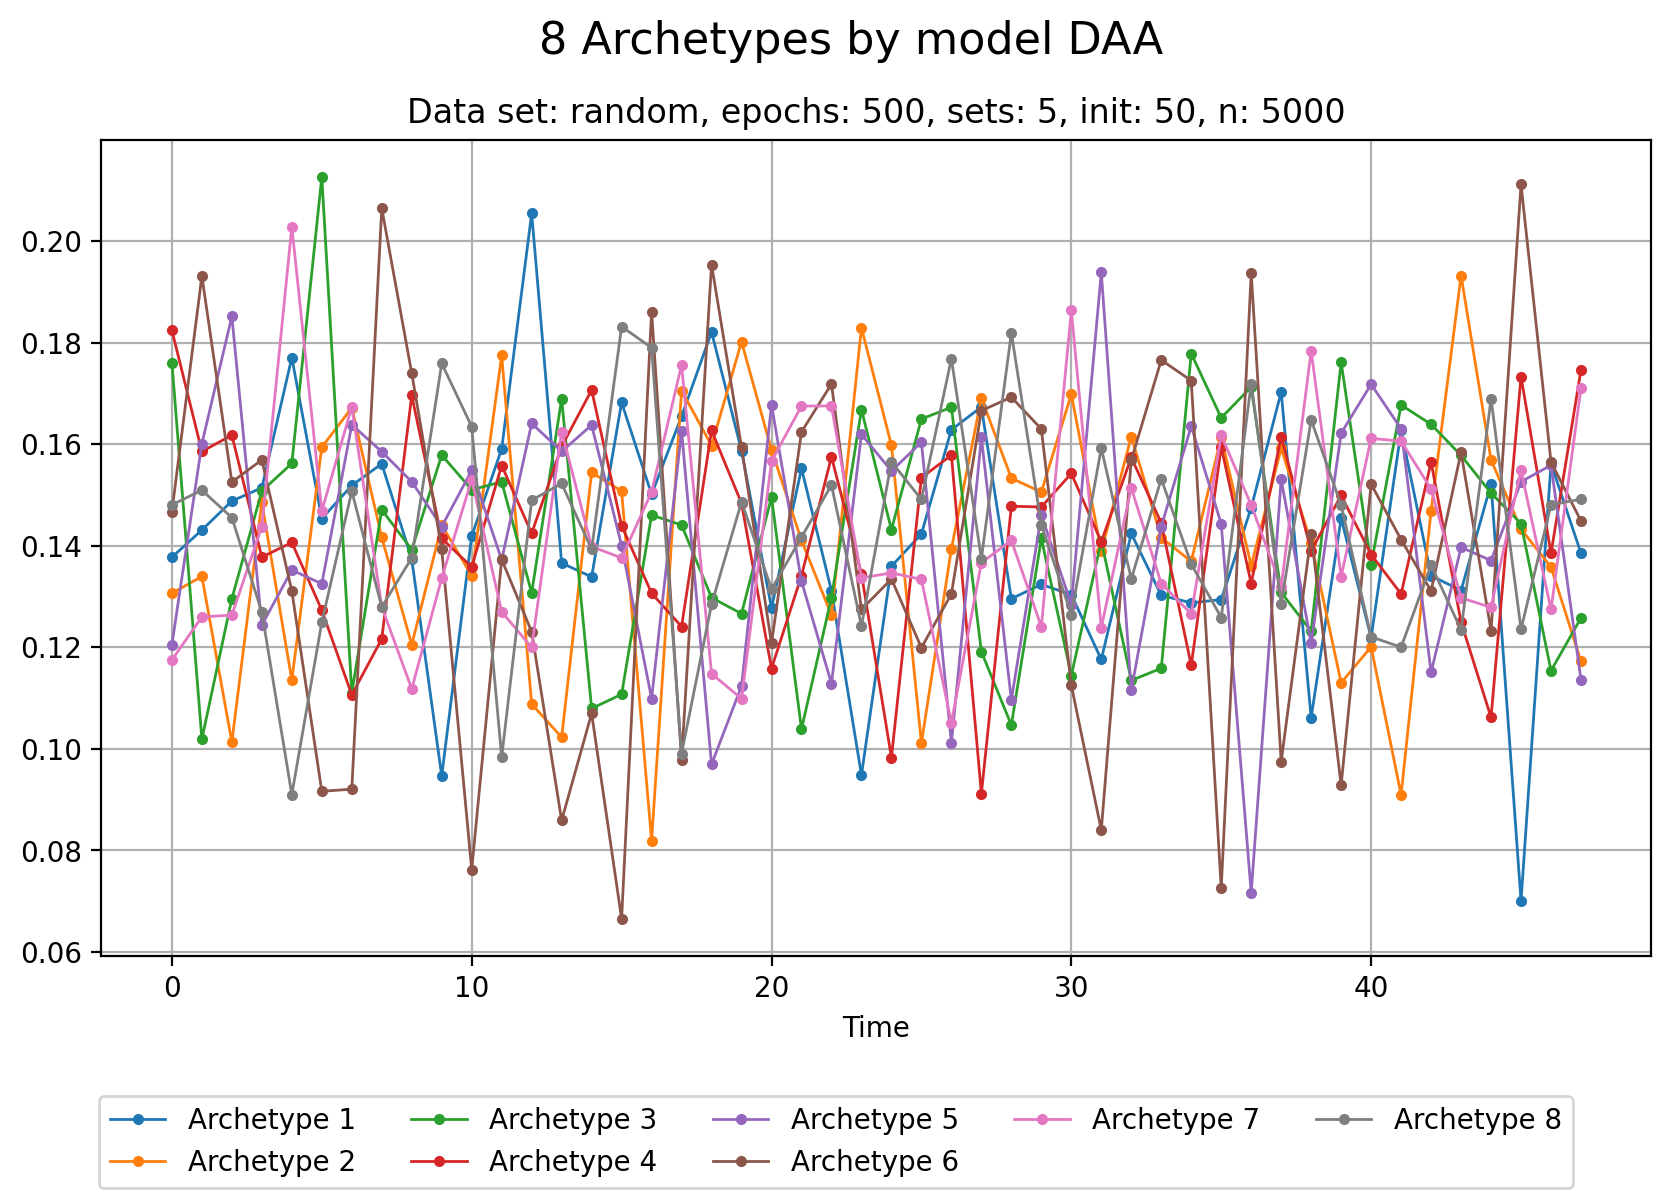 8 Archetypes by model DAA
Data set: random, epochs: 500, sets: 5, init: 50, n: 5000
0.20
0.18
0.16
0.14
0.12
0.10
0.08
0.06
0 10 20 30 40
Time
Archetype 1 Archetype 3 Archetype 5 Archetype 7 Archetype 8
Archetype 2 Archetype 4 Archetype 6